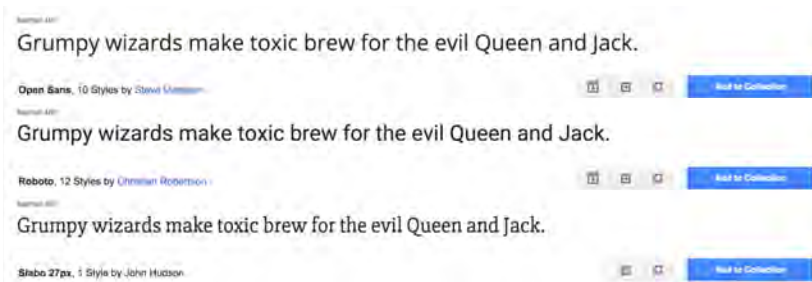 Grumpy wizards make toxic brew for the evil Queen and Jack.
Open Sans, 10 Styles by Steve
Add to Collection
Grumpy wizards make toxic brew for the evil Queen and Jack.
Roboto, 12 Styles by Christian Robertson
Add to Collection
Grumpy wizards make toxic brew for the evil Queen and Jack.
Slabo 27px, 1 Style by John Hudson
Add to Collection